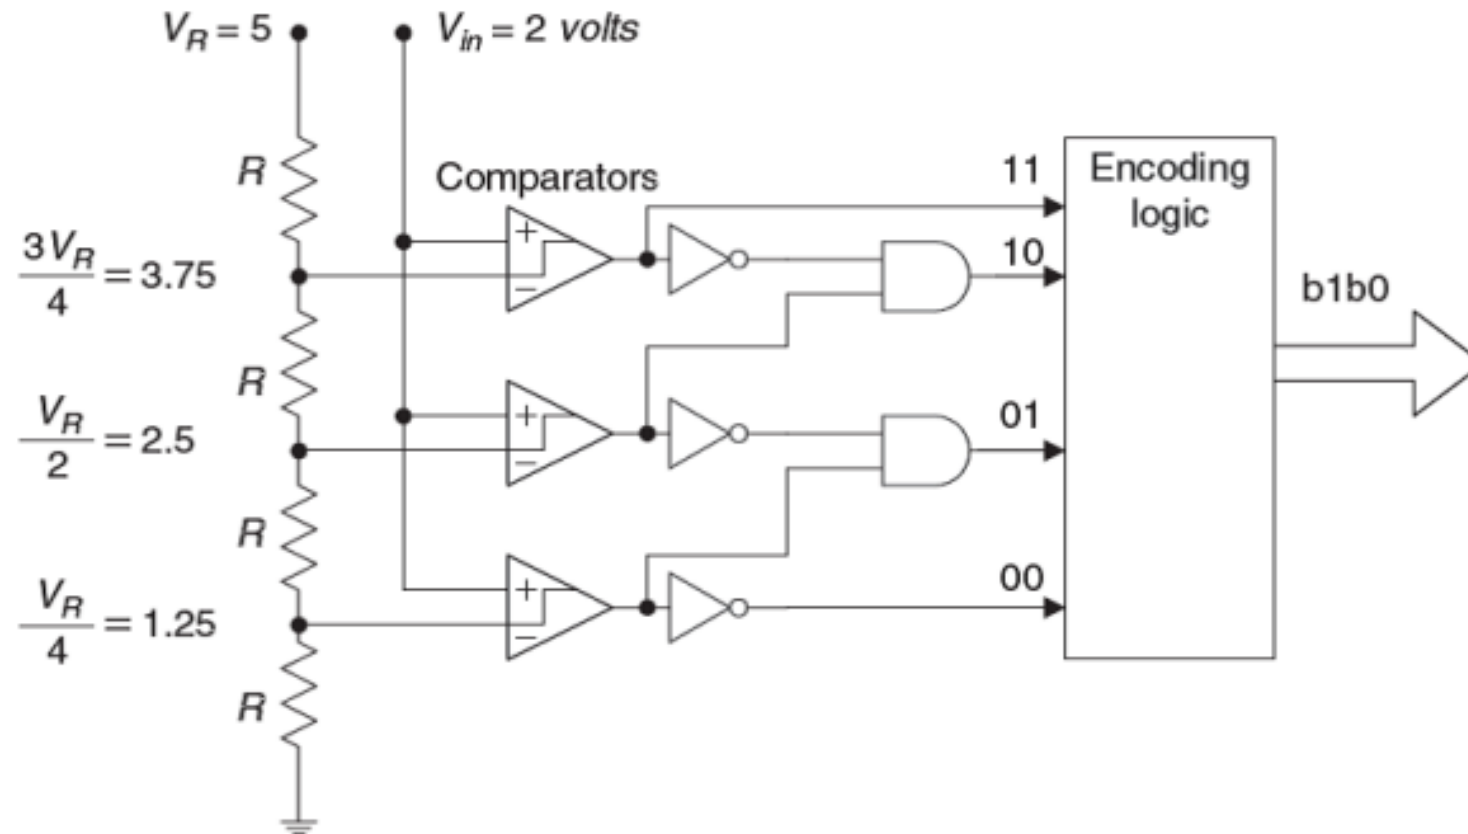 V_R = 5
V_in = 2 volts
R
Comparators
+
−
3V_R/4 = 3.75
R
+
−
V_R/2 = 2.5
R
+
−
V_R/4 = 1.25
R
11
10
01
00
Encoding
logic
b1b0